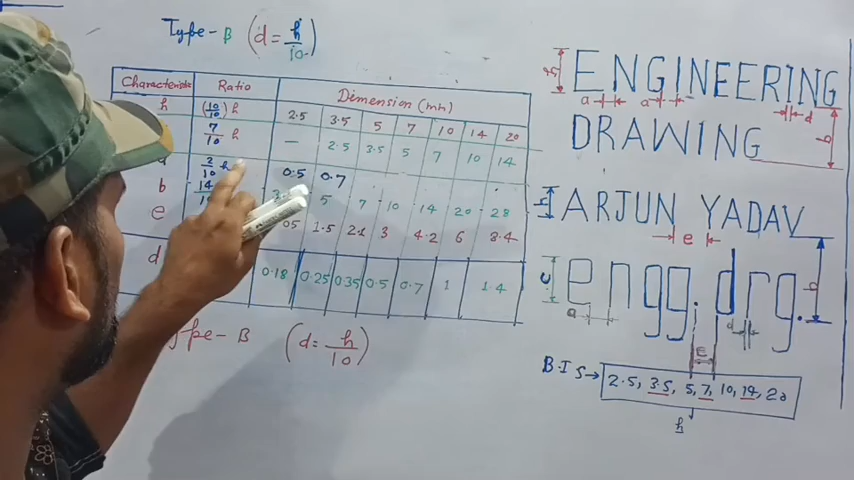 Type-B (d = h/10)
Characteristic Ratio Dimension (mm)
h (10/10) h 2.5 3.5 5 7 10 14 20
7/10 h — 2.5 3.5 5 7 10 14
2/10 h 0.5 0.7
b 14 5 7 10 14 20 28
e 1.5 2.1 3 4.2 6 8.4
d 0.18 0.25 0.35 0.5 0.7 1 1.4
Type-B (d = h/10)
ENGINEERING
a a d b
DRAWING
h ARJUN YADAV
e
c engg. drg.
a d b
E
B.I.S→ 2.5, 3.5, 5, 7, 10, 14, 20
h